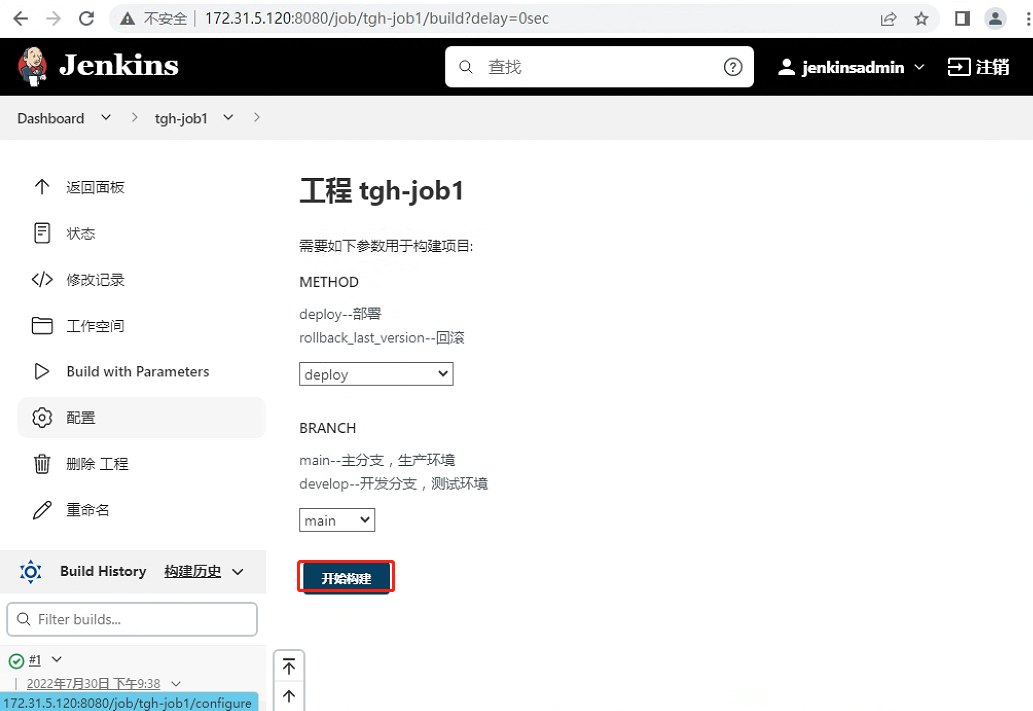 不安全 172.31.5.120:8080/job/tgh-job1/build?delay=0sec
Jenkins
查找
jenkinsadmin
注销
Dashboard
tgh-job1
返回面板
状态
修改记录
工作空间
Build with Parameters
配置
删除 工程
重命名
工程 tgh-job1
需要如下参数用于构建项目:
METHOD
deploy--部署
rollback_last_version--回滚
deploy
BRANCH
main--主分支，生产环境
develop--开发分支，测试环境
main
开始构建
Build History 构建历史
Filter builds...
#1
2022年7月30日 下午9:38
172.31.5.120:8080/job/tgh-job1/configure